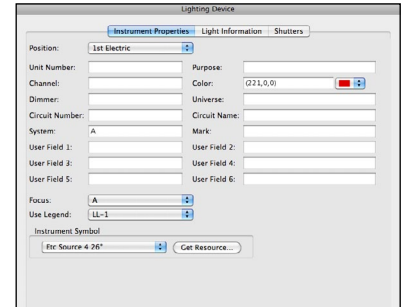 Lighting Device
Instrument Properties Light Information Shutters
Position: 1st Electric
Unit Number: Purpose:
Channel: Color: (221,0,0)
Dimmer: Universe:
Circuit Number: Circuit Name:
System: A Mark:
User Field 1: User Field 2:
User Field 3: User Field 4:
User Field 5: User Field 6:
Focus: A
Use Legend: LL-1
Instrument Symbol
Etc Source 4 26° Get Resource...